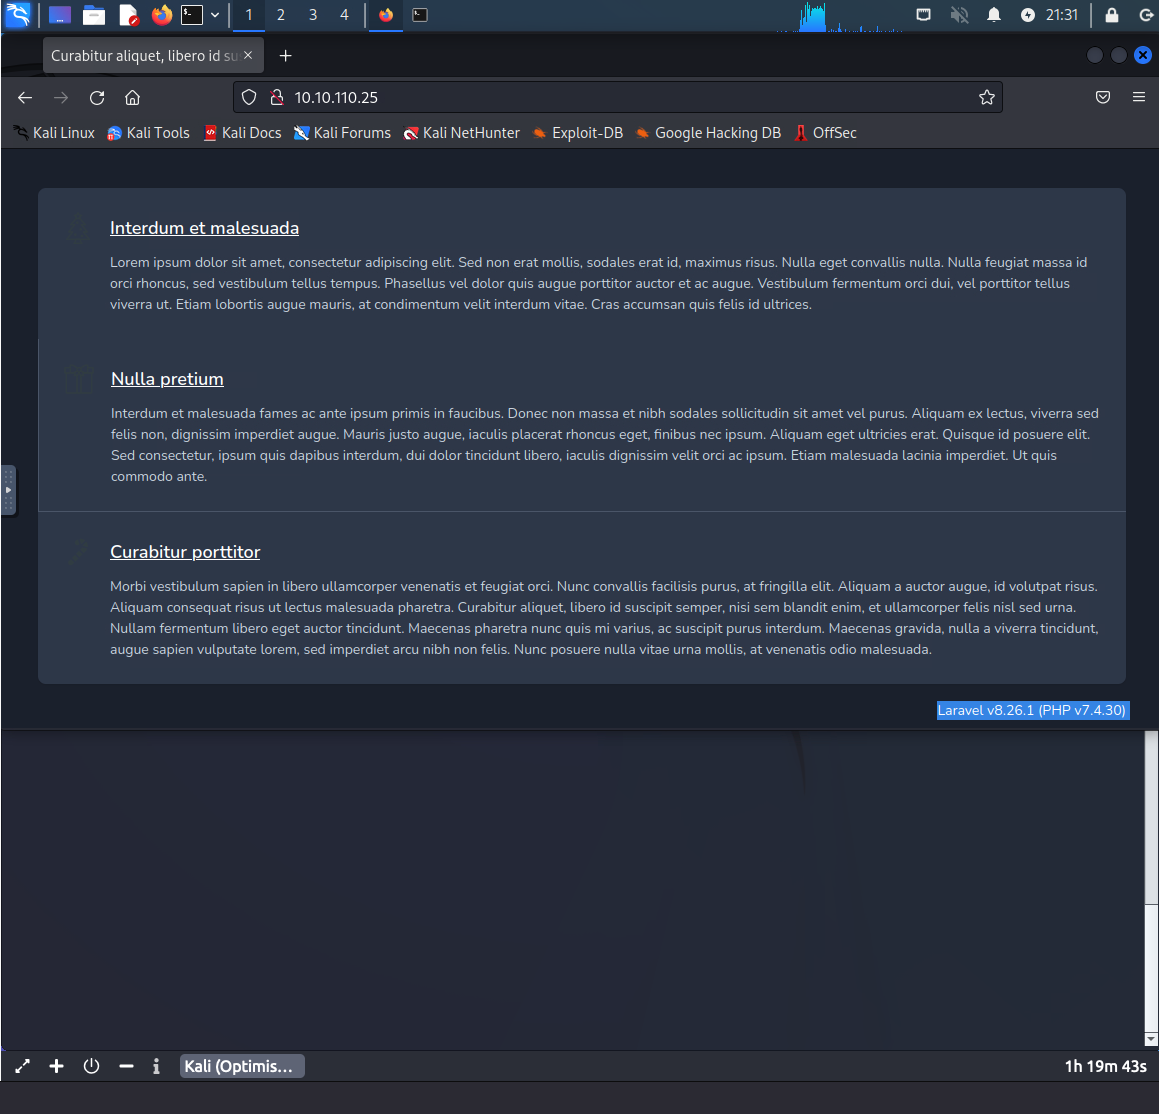 1 2 3 4 21:31
Curabitur aliquet, libero id su
10.10.110.25
Kali Linux Kali Tools Kali Docs Kali Forums Kali NetHunter Exploit-DB Google Hacking DB OffSec
Interdum et malesuada
Lorem ipsum dolor sit amet, consectetur adipiscing elit. Sed non erat mollis, sodales erat id, maximus risus. Nulla eget convallis nulla. Nulla feugiat massa id
orci rhoncus, sed vestibulum tellus tempus. Phasellus vel dolor quis augue porttitor auctor et ac augue. Vestibulum fermentum orci dui, vel porttitor tellus
viverra ut. Etiam lobortis augue mauris, at condimentum velit interdum vitae. Cras accumsan quis felis id ultrices.
Nulla pretium
Interdum et malesuada fames ac ante ipsum primis in faucibus. Donec non massa et nibh sodales sollicitudin sit amet vel purus. Aliquam ex lectus, viverra sed
felis non, dignissim imperdiet augue. Mauris justo augue, iaculis placerat rhoncus eget, finibus nec ipsum. Aliquam eget ultricies erat. Quisque id posuere elit.
Sed consectetur, ipsum quis dapibus interdum, dui dolor tincidunt libero, iaculis dignissim velit orci ac ipsum. Etiam malesuada lacinia imperdiet. Ut quis
commodo ante.
Curabitur porttitor
Morbi vestibulum sapien in libero ullamcorper venenatis et feugiat orci. Nunc convallis facilisis purus, at fringilla elit. Aliquam a auctor augue, id volutpat risus.
Aliquam consequat risus ut lectus malesuada pharetra. Curabitur aliquet, libero id suscipit semper, nisi sem blandit enim, et ullamcorper felis nisl sed urna.
Nullam fermentum libero eget auctor tincidunt. Maecenas pharetra nunc quis mi varius, ac suscipit purus interdum. Maecenas gravida, nulla a viverra tincidunt,
augue sapien vulputate lorem, sed imperdiet arcu nibh non felis. Nunc posuere nulla vitae urna mollis, at venenatis odio malesuada.
Laravel v8.26.1 (PHP v7.4.30)
Kali (Optimis... 1h 19m 43s